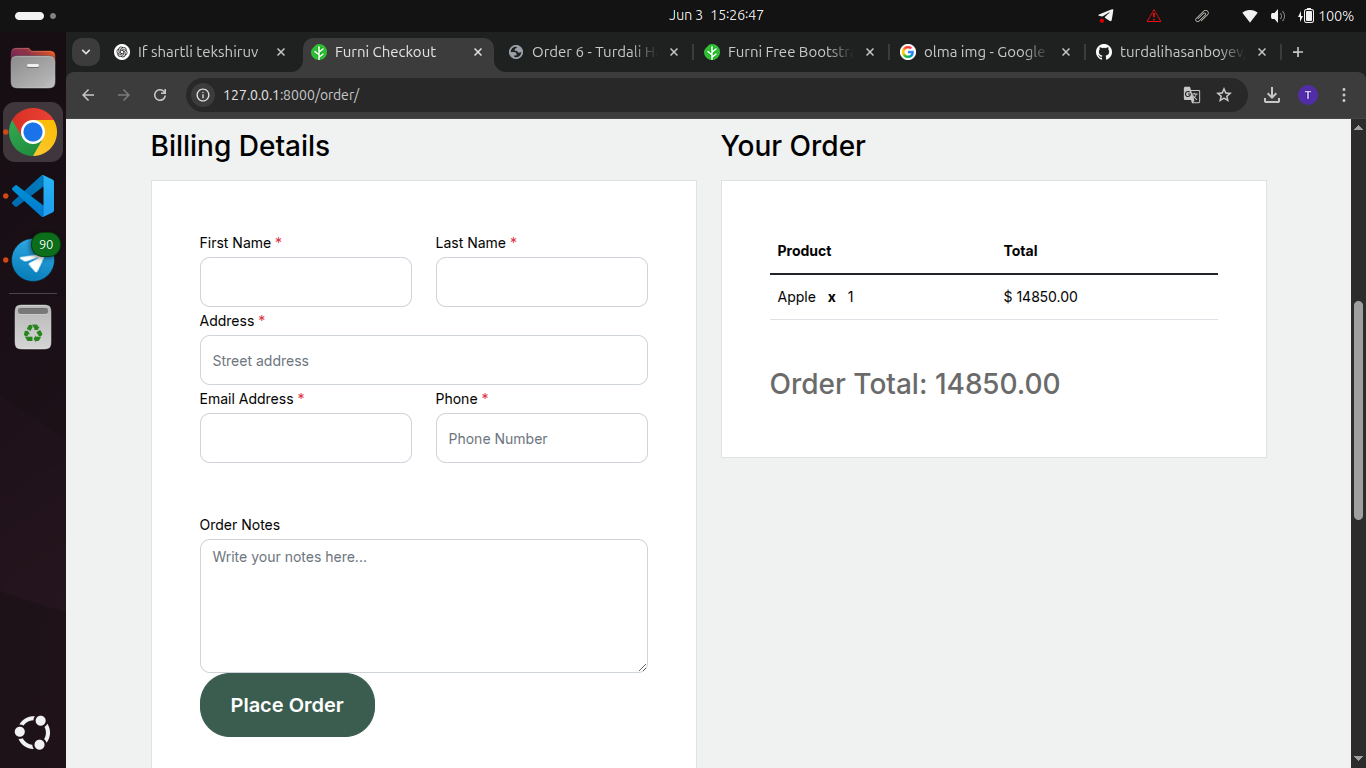 Jun 3 15:26:47
100%
If shartli tekshiruv
Furni Checkout
Order 6 - Turdali H
Furni Free Bootstra
olma img - Google
turdalihasanboyev
127.0.0.1:8000/order/
T
90
Billing Details
First Name *
Last Name *
Address *
Street address
Email Address *
Phone *
Phone Number
Order Notes
Write your notes here...
Place Order
Your Order
Product Total
Apple x 1 $ 14850.00
Order Total: 14850.00